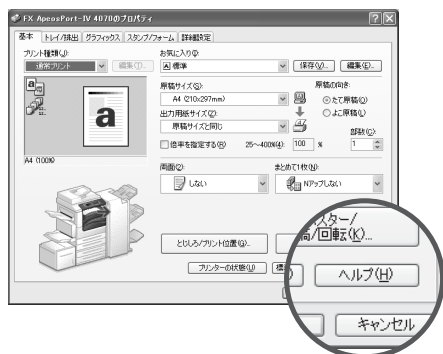 FX ApeosPort-IV 4070のプロパティ
基本 トレイ/排出 グラフィックス スタンプ/フォーム 詳細設定
プリント種類(J):
通常プリント 編集(T)...
お気に入り(I):
標準 保存(V)... 編集(E)...
原稿サイズ(S):
A4 (210x297mm)
原稿の向き:
たて原稿(O)
よこ原稿(L)
出力用紙サイズ(Z):
原稿サイズと同じ
部数(C):
倍率を指定する(R) 25～400%(4): 100 % 1
A4 (100%)
両面(2):
しない
まとめて1枚(N):
Nアップしない
とじしろ/プリント位置(G)...
スター/
/回転(K)...
プリンターの状態(U) 標
ヘルプ(H)
キャンセル